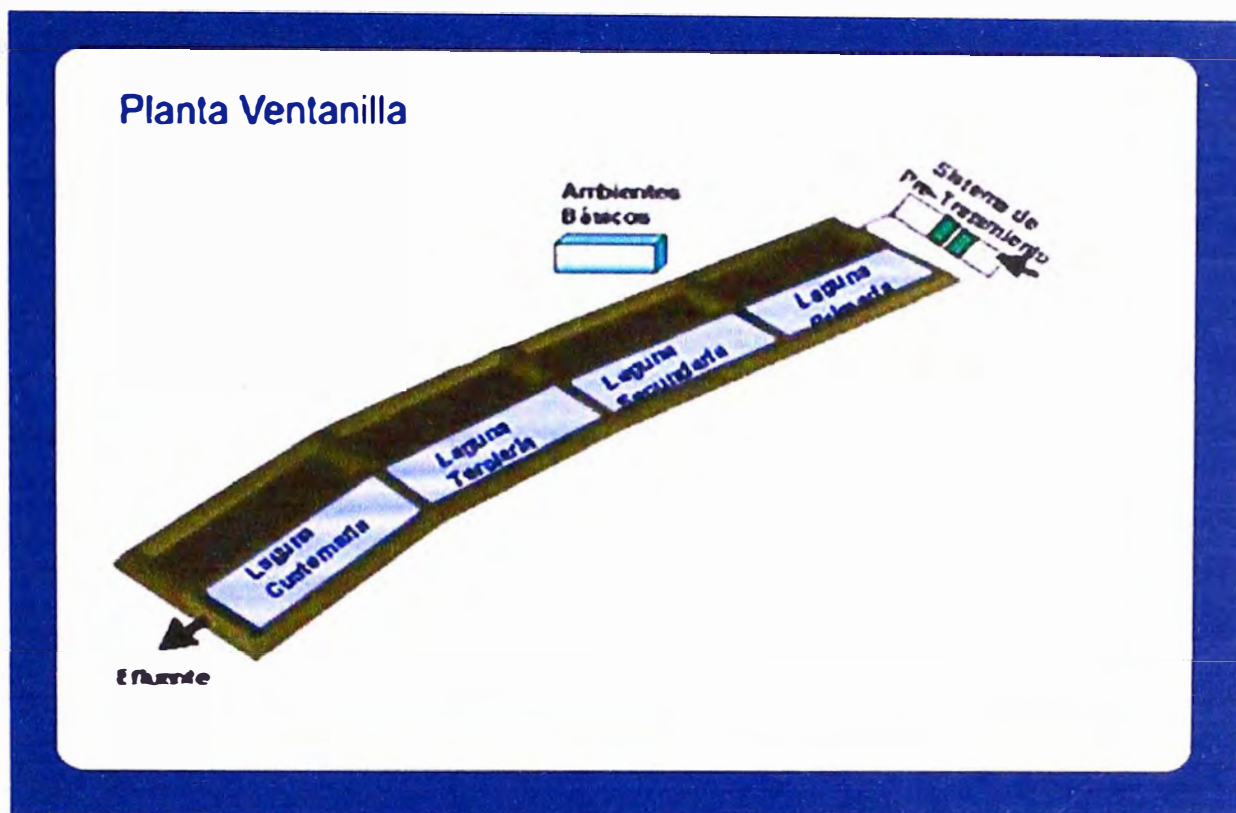 Planta Ventanilla
Ambientes
Básicos
Sistema de
Pre-Tratamiento
Laguna
Primaria
Laguna
Secundaria
Laguna
Terciaria
Laguna
Cuaternaria
Efluente